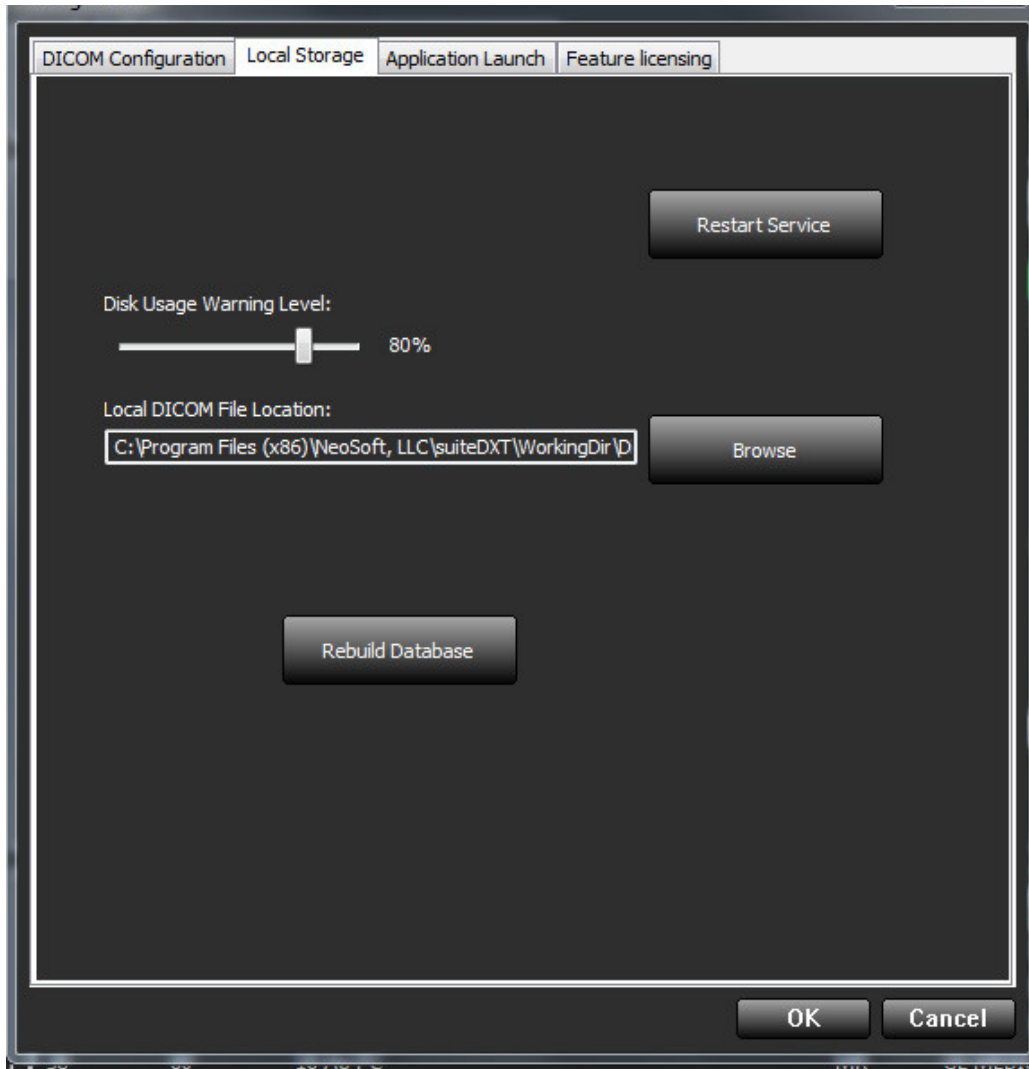 DICOM Configuration Local Storage Application Launch Feature licensing
Restart Service
Disk Usage Warning Level:
80%
Local DICOM File Location:
C:\Program Files (x86)\NeoSoft, LLC\suiteDXT\WorkingDir\D
Browse
Rebuild Database
OK Cancel